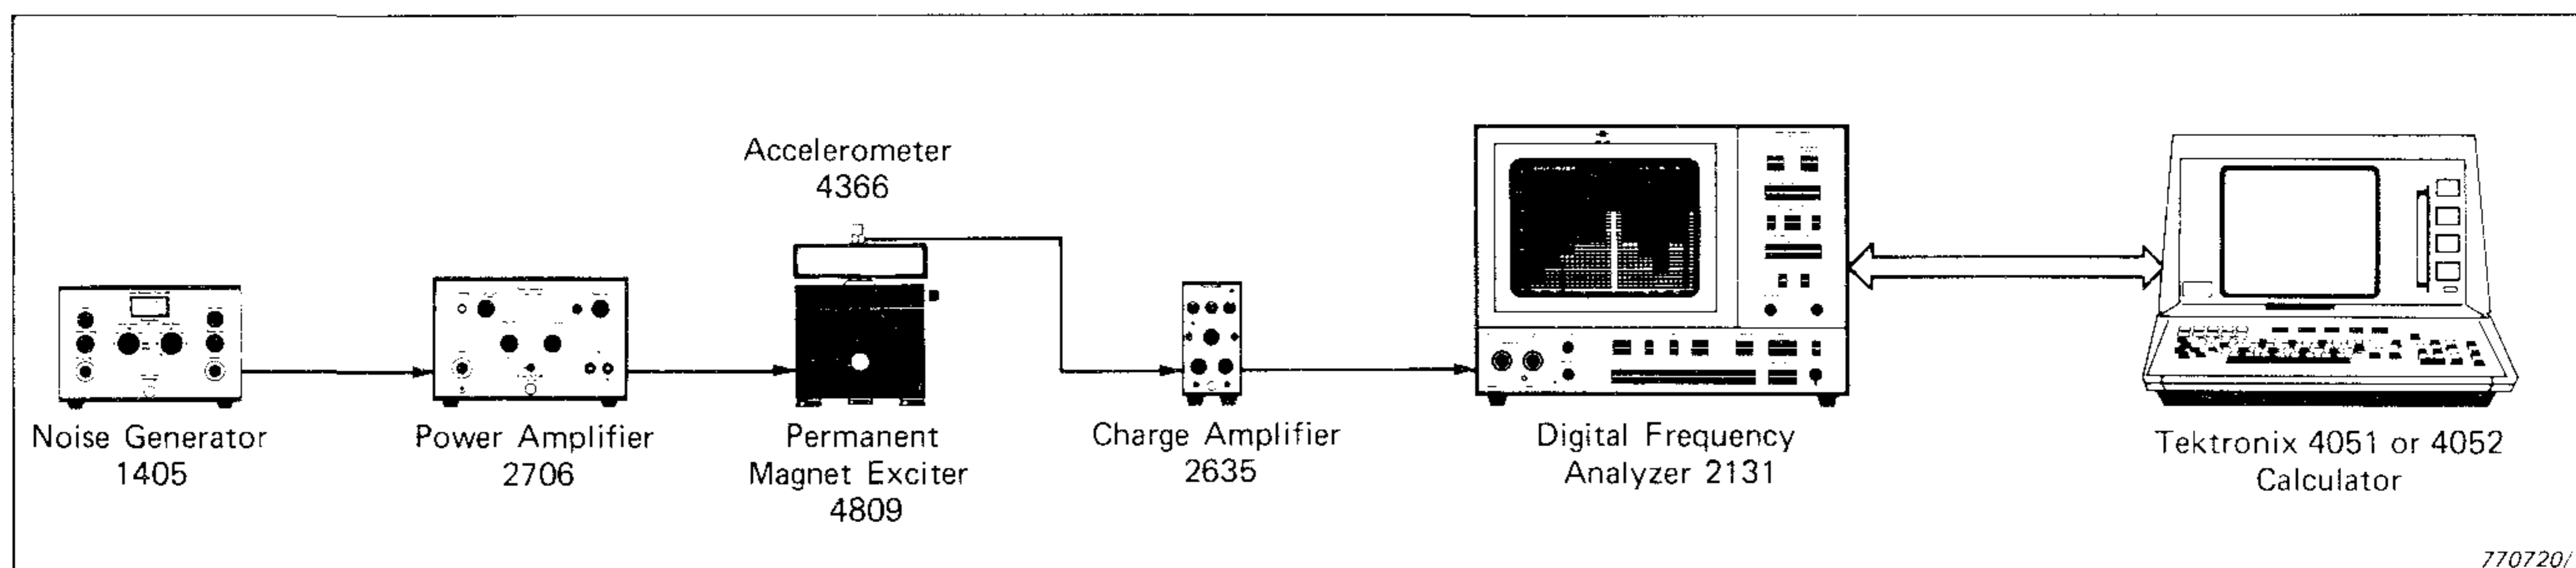 Accelerometer
4366
Noise Generator
1405
Power Amplifier
2706
Permanent
Magnet Exciter
4809
Charge Amplifier
2635
Digital Frequency
Analyzer 2131
Tektronix 4051 or 4052
Calculator
770720/